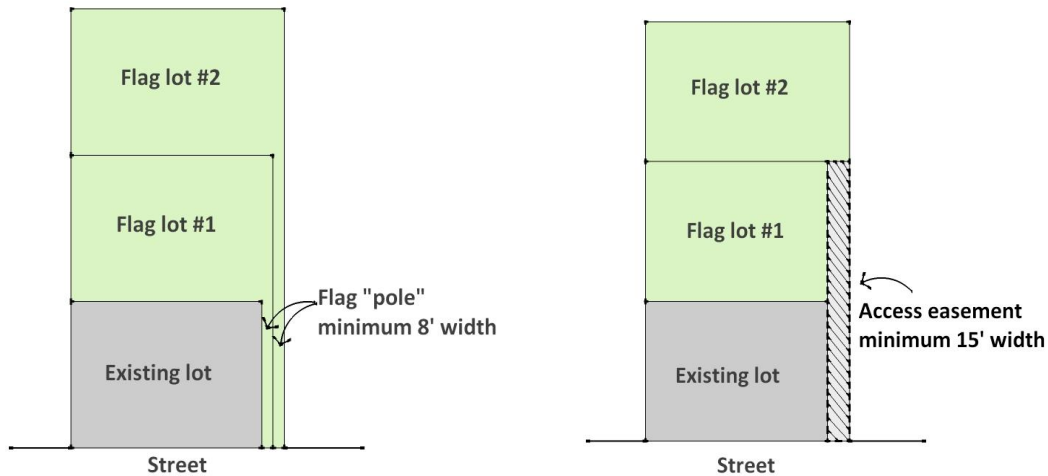 Flag lot #2
Flag lot #1
Flag "pole"
minimum 8' width
Existing lot
Street
Flag lot #2
Flag lot #1
Access easement
minimum 15' width
Existing lot
Street